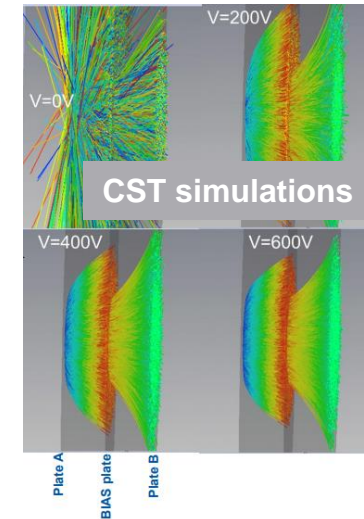 V=0V
V=200V
CST simulations
V=400V
V=600V
Plate A
BIAS plate
Plate B